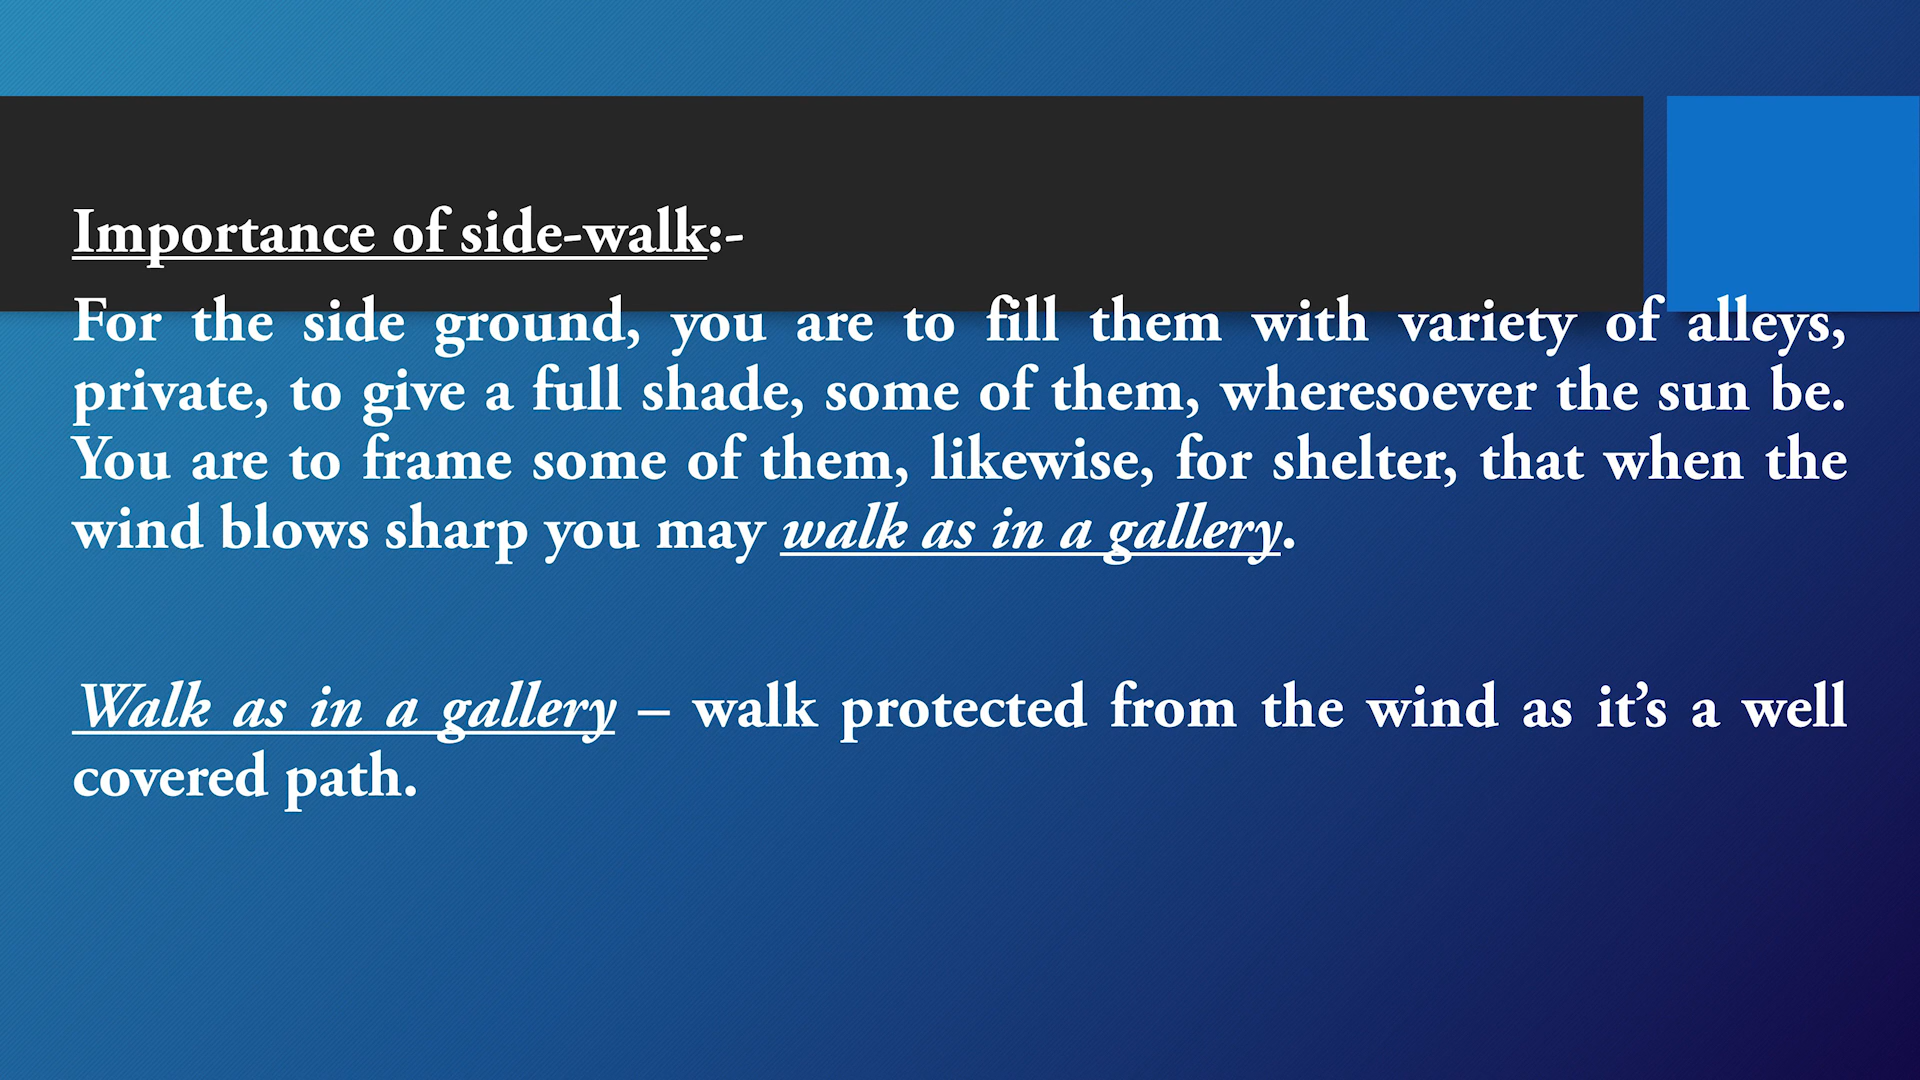 Importance of side-walk:-
For the side ground, you are to fill them with variety of alleys,
private, to give a full shade, some of them, wheresoever the sun be.
You are to frame some of them, likewise, for shelter, that when the
wind blows sharp you may walk as in a gallery.
Walk as in a gallery – walk protected from the wind as it’s a well
covered path.